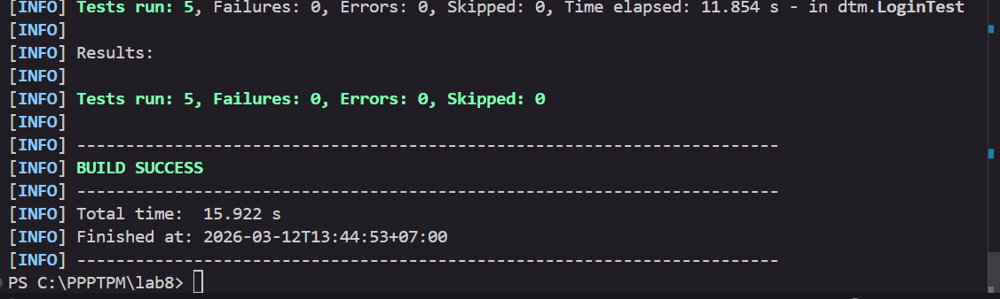 [INFO] Tests run: 5, Failures: 0, Errors: 0, Skipped: 0, Time elapsed: 11.854 s - in dtm.LoginTest
[INFO]
[INFO] Results:
[INFO]
[INFO] Tests run: 5, Failures: 0, Errors: 0, Skipped: 0
[INFO]
[INFO] ------------------------------------------------------------------------
[INFO] BUILD SUCCESS
[INFO] ------------------------------------------------------------------------
[INFO] Total time:  15.922 s
[INFO] Finished at: 2026-03-12T13:44:53+07:00
[INFO] ------------------------------------------------------------------------
PS C:\PPPTPM\lab8>